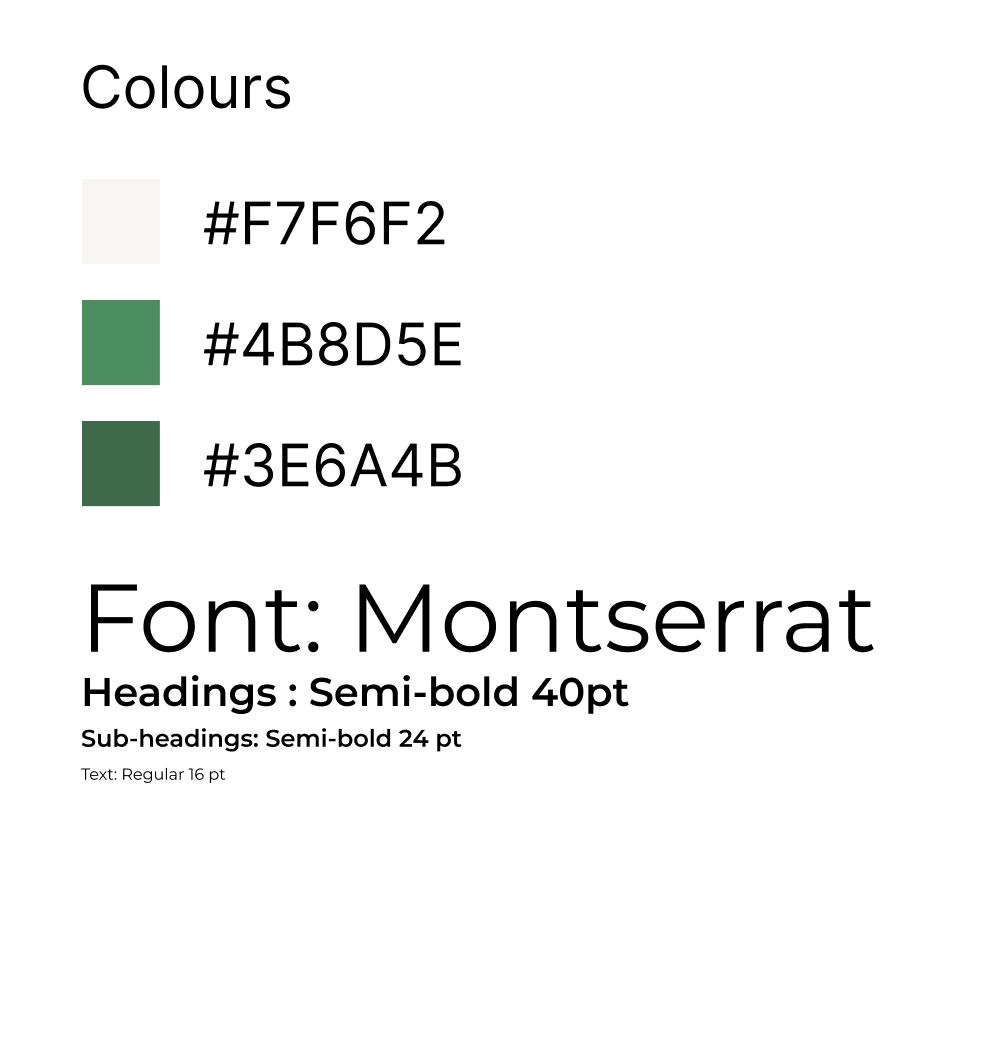 Colours
#F7F6F2
#4B8D5E
#3E6A4B
Font: Montserrat
Headings : Semi-bold 40pt
Sub-headings: Semi-bold 24 pt
Text: Regular 16 pt